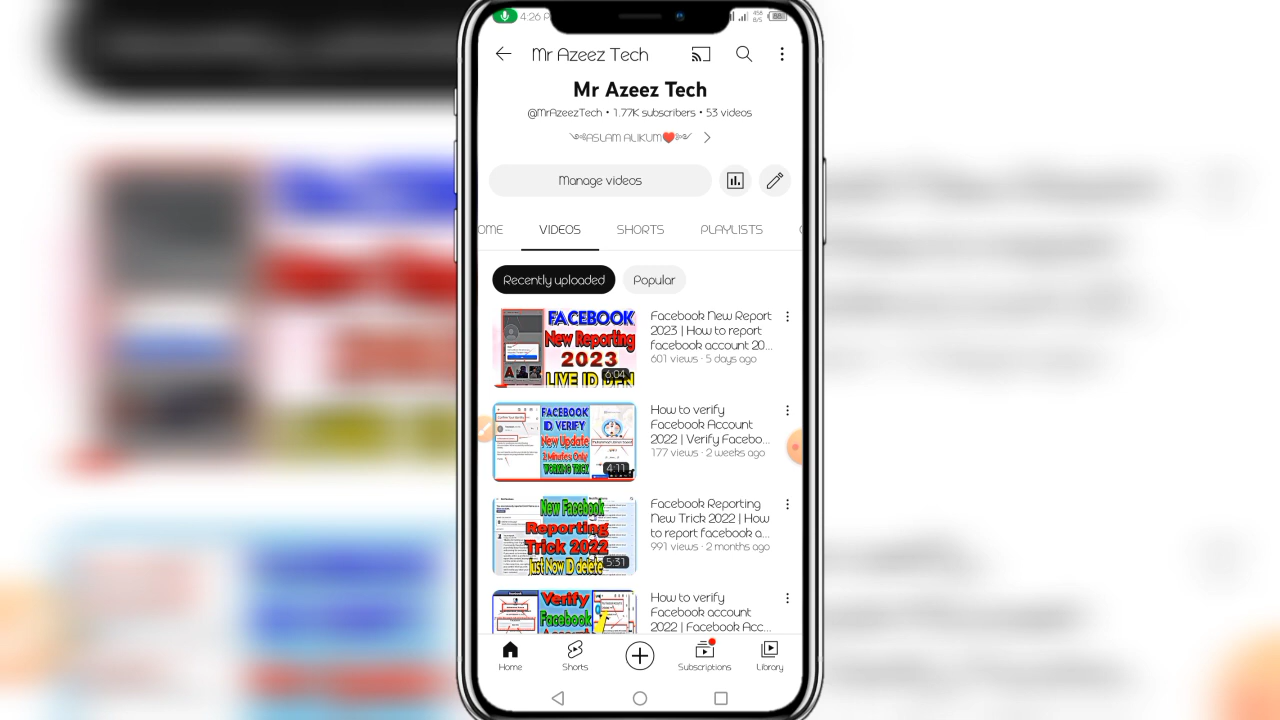 4:26 P
Mr Azeez Tech
Mr Azeez Tech
@MrAzeezTech • 1.77K subscribers • 53 videos
ASLAM ALIKUM❤️
Manage videos
OME VIDEOS SHORTS PLAYLISTS
Recently uploaded Popular
FACEBOOK
New Reporting
2023
LIVE ID
6:04
Facebook New Report
2023 | How to report
facebook account 20...
601 views · 5 days ago
FACEBOOK
ID VERIFY
New Update
2 Minutes Only
WORKING TRICK
4:11
How to verify
Facebook Account
2022 | Verify Facebo...
177 views · 2 weeks ago
New Facebook
Reporting
Trick 2022
Just Now ID delete
5:31
Facebook Reporting
New Trick 2022 | How
to report facebook a...
991 views · 2 months ago
Verify
Facebook
How to verify
Facebook account
2022 | Facebook Acc...
Home Shorts Subscriptions Library